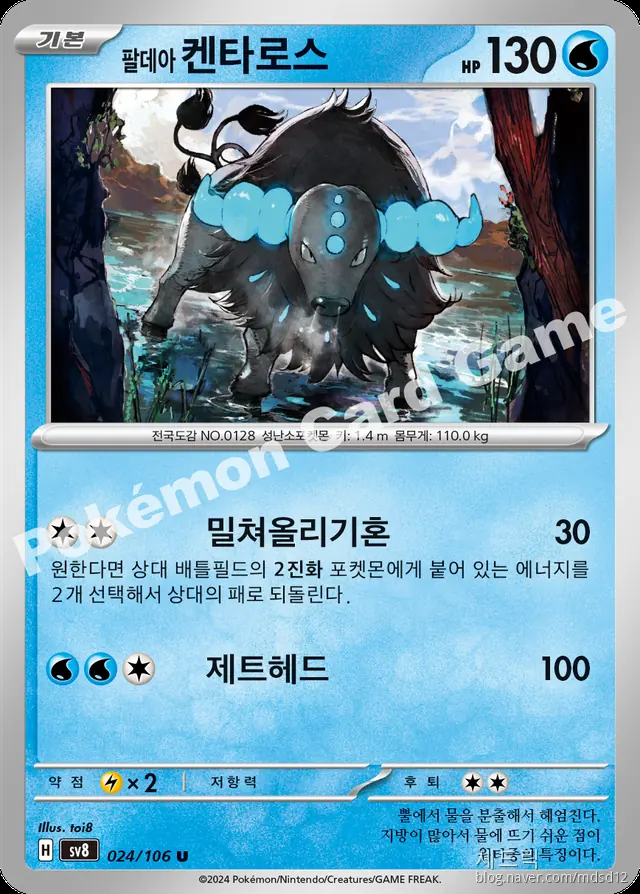 기본
팔데아 켄타로스
HP 130
전국도감 NO.0128 성난소포켓몬 키: 1.4 m 몸무게: 110.0 kg
Pokémon Card Game
밀쳐올리기혼 30
원한다면 상대 배틀필드의 2진화 포켓몬에게 붙어 있는 에너지를
2개 선택해서 상대의 패로 되돌린다.
제트헤드 100
약점 ×2 저항력 후퇴
뿔에서 물을 분출해서 헤엄친다.
지방이 많아서 물에 뜨기 쉬운 점이
특징이다.
Illus. toi8
H sv8 024/106 U
blog.naver.com/mdsd12
©2024 Pokémon/Nintendo/Creatures/GAME FREAK.